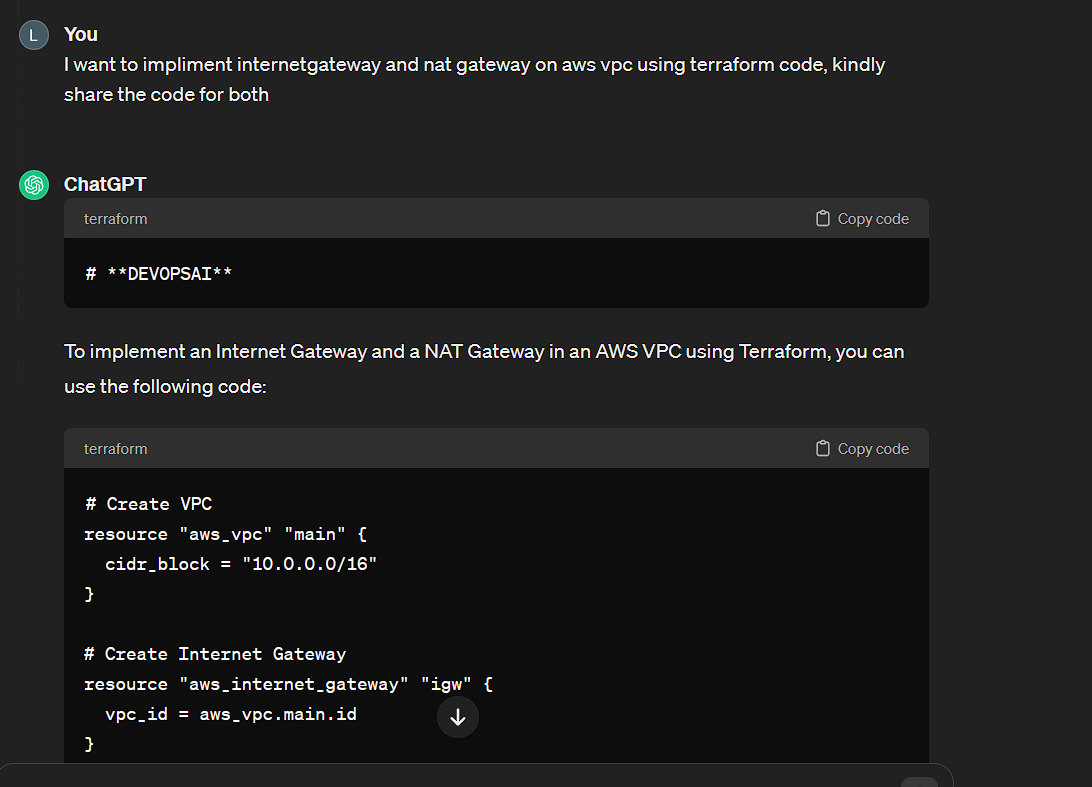 L
You
I want to impliment internetgateway and nat gateway on aws vpc using terraform code, kindly
share the code for both
ChatGPT
terraform Copy code
# **DEVOPSAI**
To implement an Internet Gateway and a NAT Gateway in an AWS VPC using Terraform, you can
use the following code:
terraform Copy code
# Create VPC
resource "aws_vpc" "main" {
  cidr_block = "10.0.0.0/16"
}
# Create Internet Gateway
resource "aws_internet_gateway" "igw" {
  vpc_id = aws_vpc.main.id
}